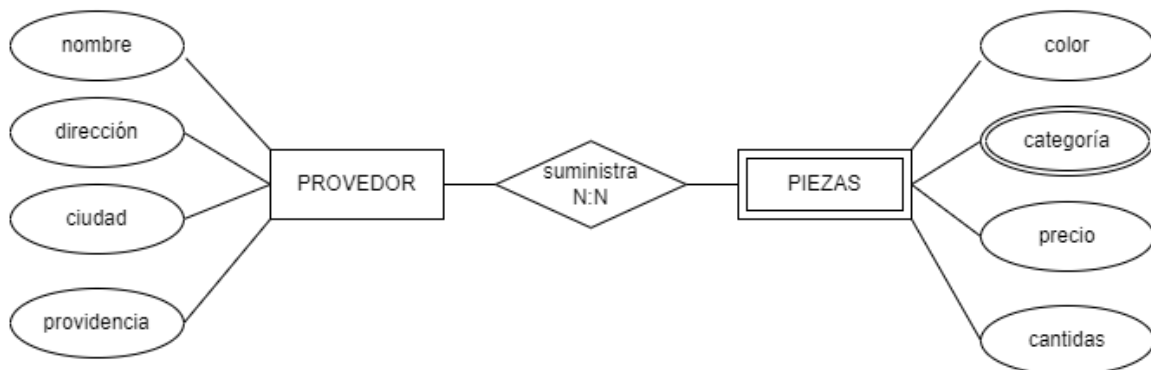 nombre
color
dirección
categoría
PROVEDOR
suministra
N:N
PIEZAS
ciudad
precio
providencia
cantidas